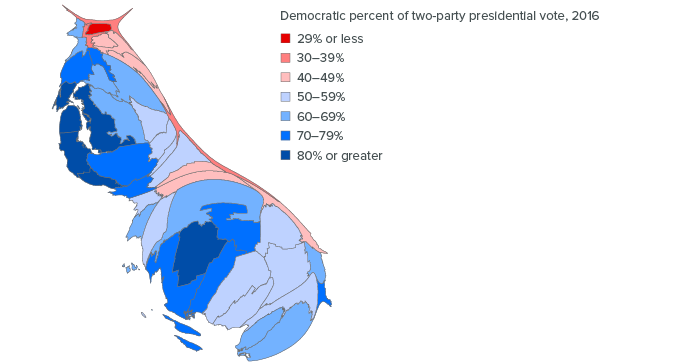 Democratic percent of two-party presidential vote, 2016
29% or less
30–39%
40–49%
50–59%
60–69%
70–79%
80% or greater